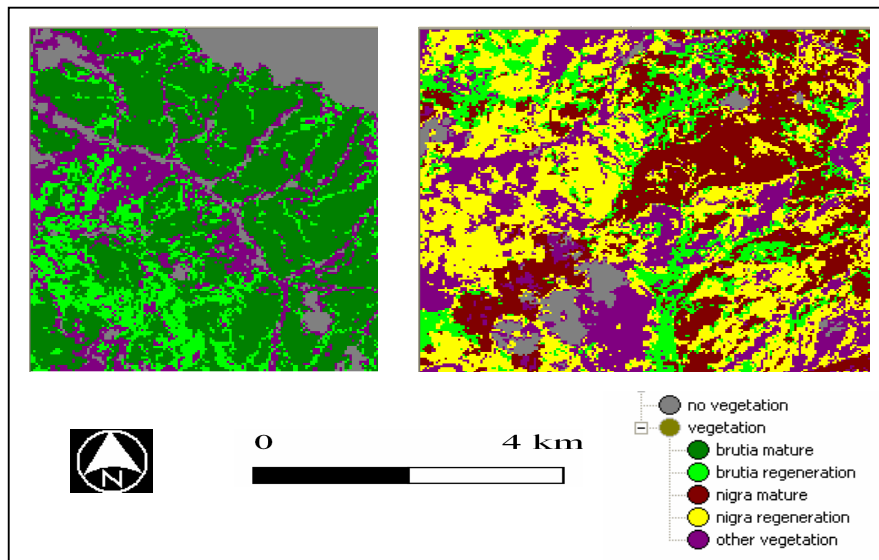 N
0 4 km
no vegetation
vegetation
brutia mature
brutia regeneration
nigra mature
nigra regeneration
other vegetation